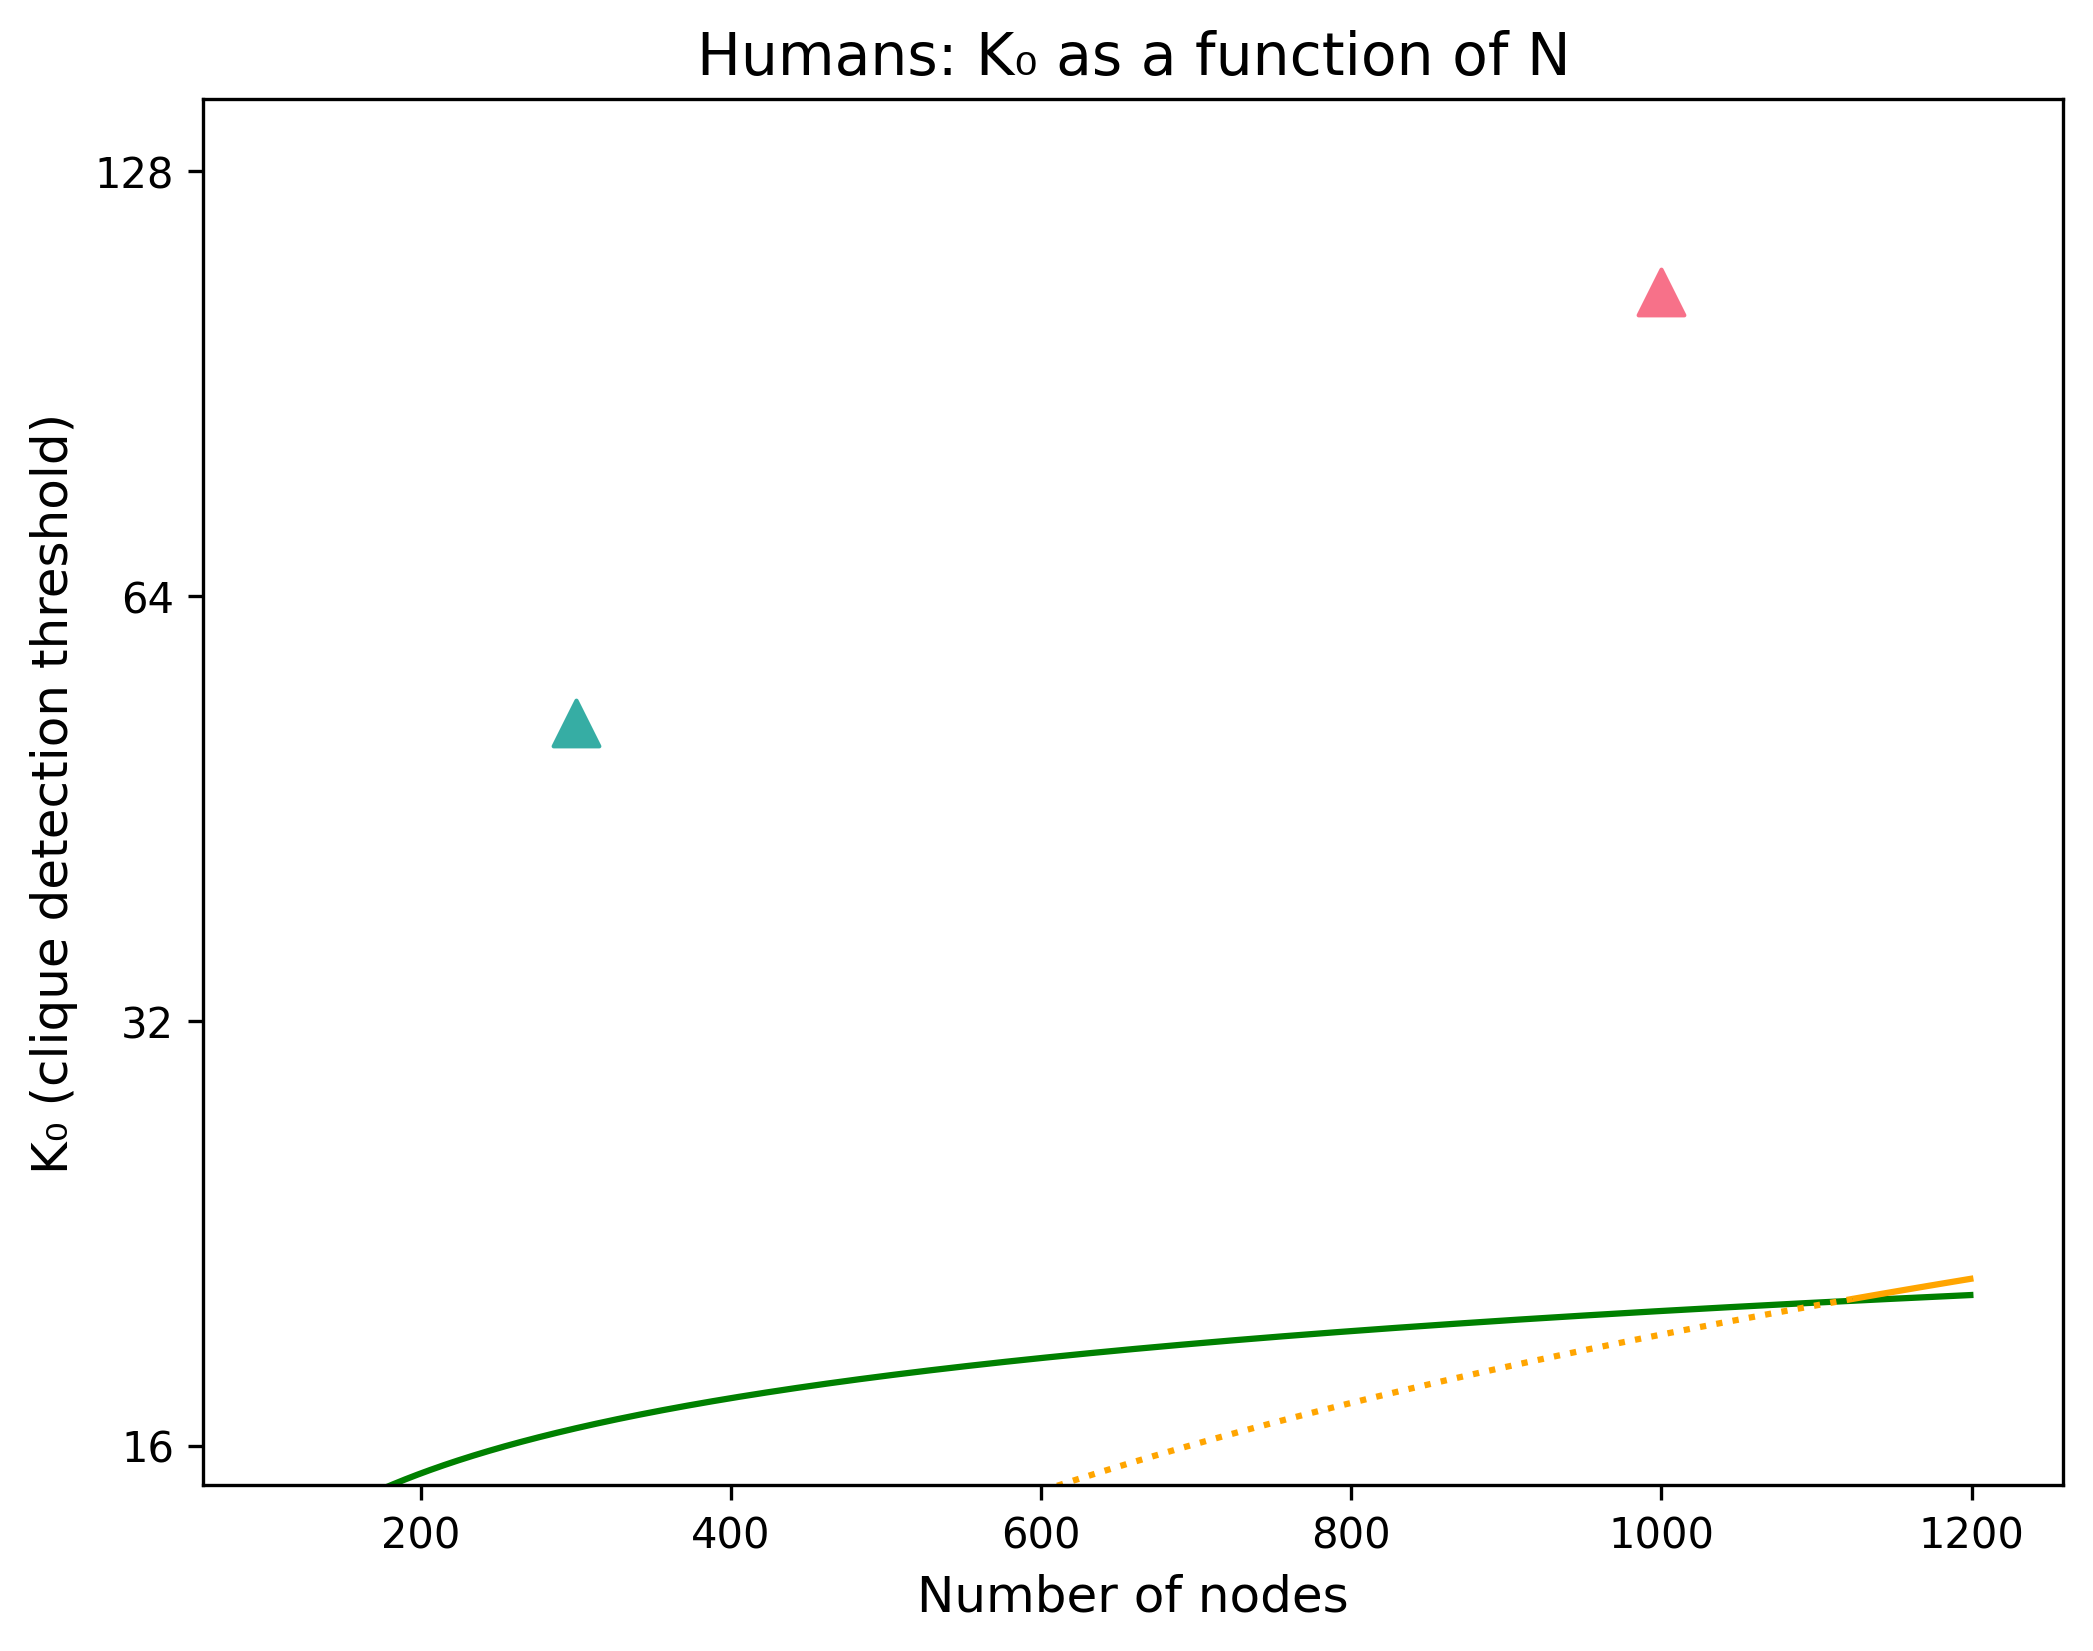 Humans: K₀ as a function of N
K₀ (clique detection threshold)
128
64
32
16
200 400 600 800 1000 1200
Number of nodes